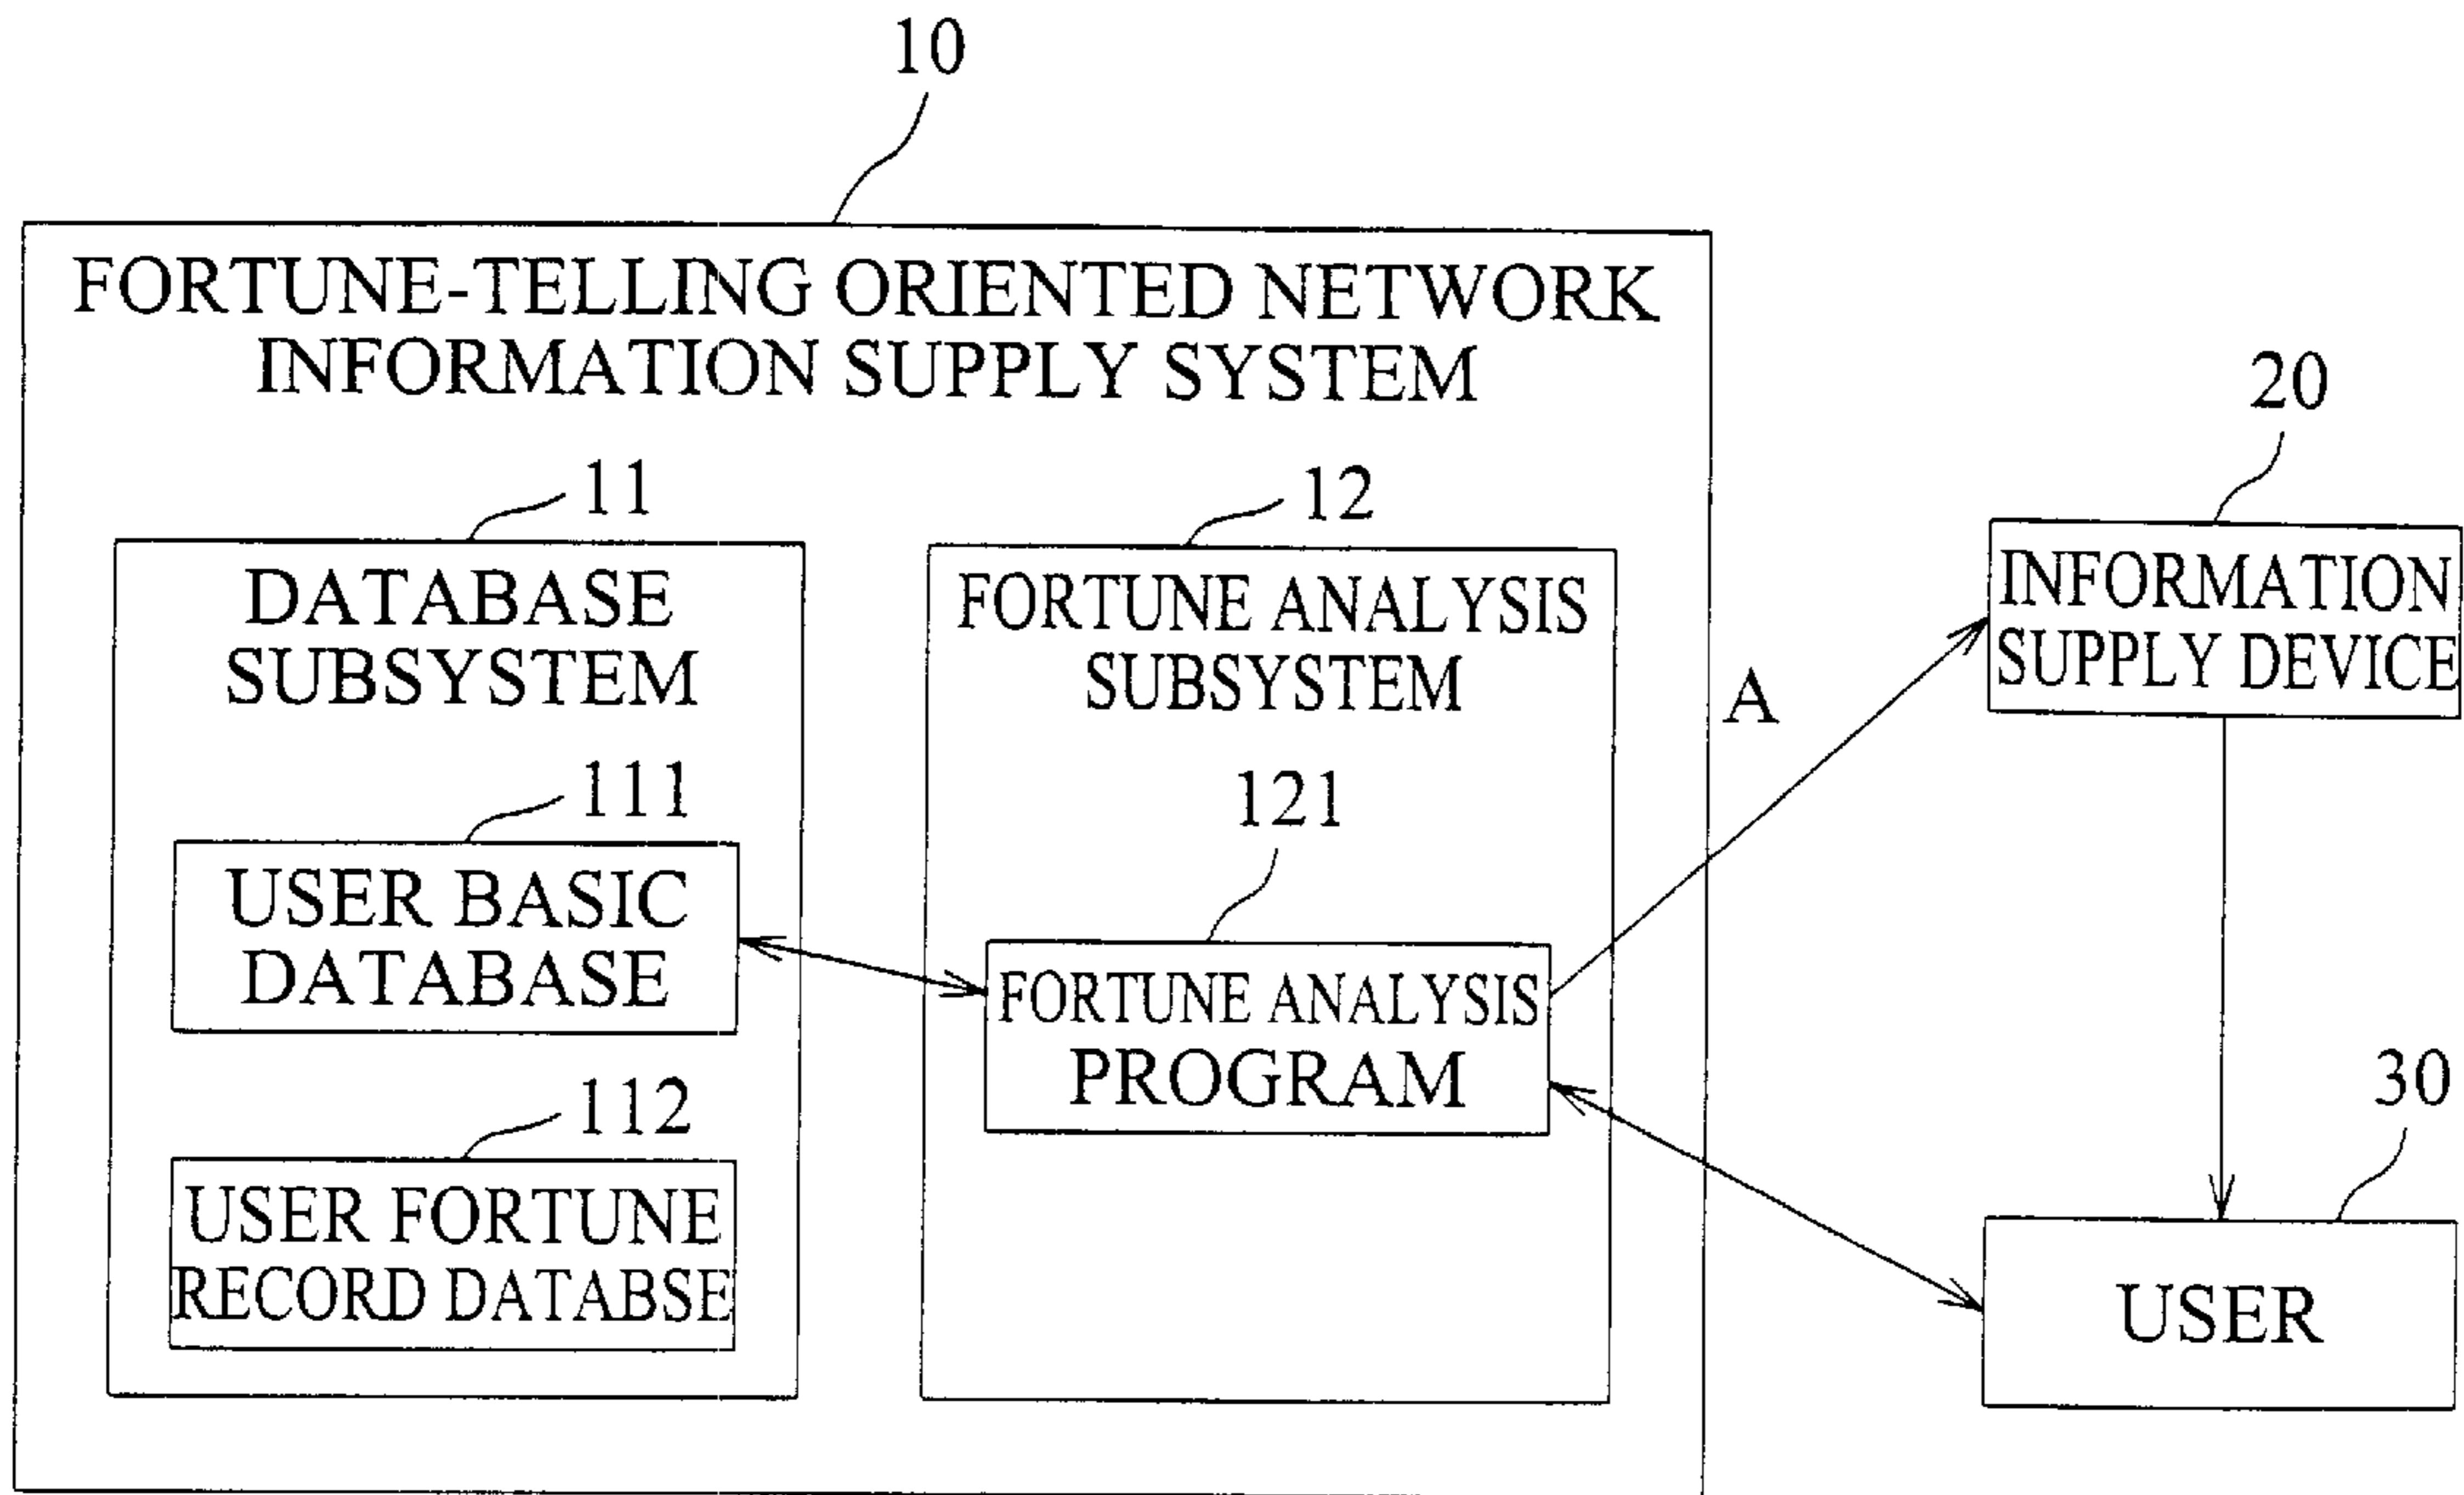 10
FORTUNE-TELLING ORIENTED NETWORK
INFORMATION SUPPLY SYSTEM
20
11
12
DATABASE
SUBSYSTEM
FORTUNE ANALYSIS
SUBSYSTEM
INFORMATION
SUPPLY DEVICE
A
111
121
USER BASIC
DATABASE
FORTUNE ANALYSIS
PROGRAM
112
30
USER FORTUNE
RECORD DATABSE
USER